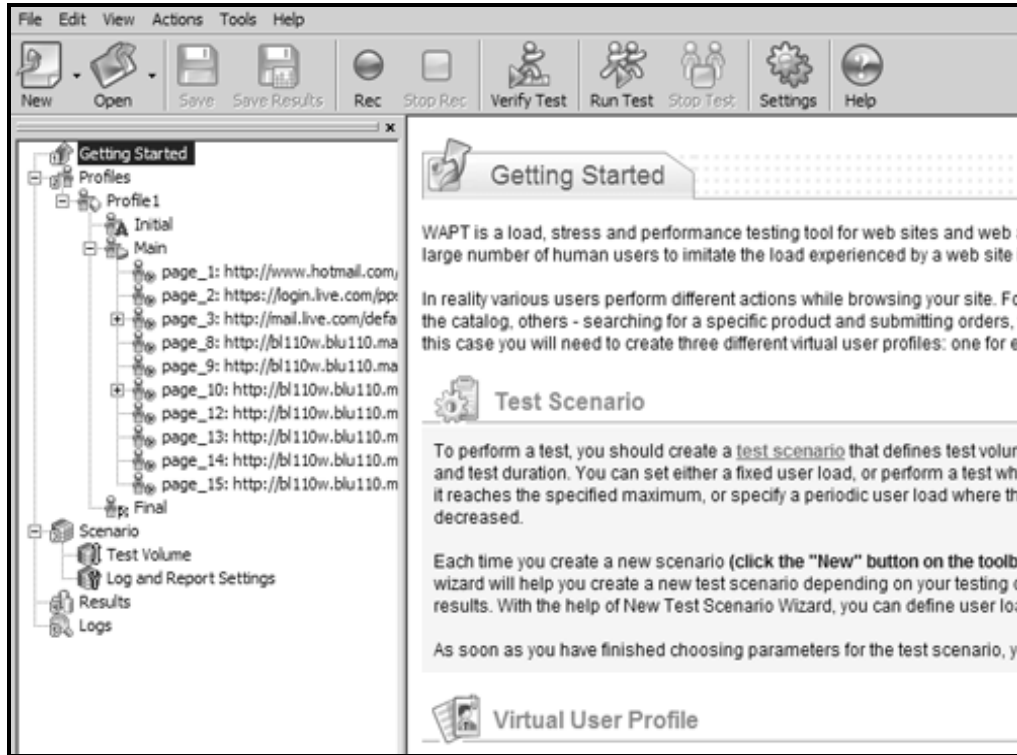 File Edit View Actions Tools Help
New Open Save Save Results Rec Stop Rec Verify Test Run Test Stop Test Settings Help
Getting Started
Profiles
Profile1
Initial
Main
page_1: http://www.hotmail.com/
page_2: https://login.live.com/pp
page_3: http://mail.live.com/defa
page_8: http://bl110w.blu110.ma
page_9: http://bl110w.blu110.ma
page_10: http://bl110w.blu110.m
page_12: http://bl110w.blu110.m
page_13: http://bl110w.blu110.m
page_14: http://bl110w.blu110.m
page_15: http://bl110w.blu110.m
Final
Scenario
Test Volume
Log and Report Settings
Results
Logs
Getting Started
WAPT is a load, stress and performance testing tool for web sites and web
large number of human users to imitate the load experienced by a web site
In reality various users perform different actions while browsing your site. Fo
the catalog, others - searching for a specific product and submitting orders,
this case you will need to create three different virtual user profiles: one for e
Test Scenario
To perform a test, you should create a test scenario that defines test volu
and test duration. You can set either a fixed user load, or perform a test wh
it reaches the specified maximum, or specify a periodic user load where th
decreased.
Each time you create a new scenario (click the "New" button on the toolb
wizard will help you create a new test scenario depending on your testing
results. With the help of New Test Scenario Wizard, you can define user loa
As soon as you have finished choosing parameters for the test scenario, y
Virtual User Profile